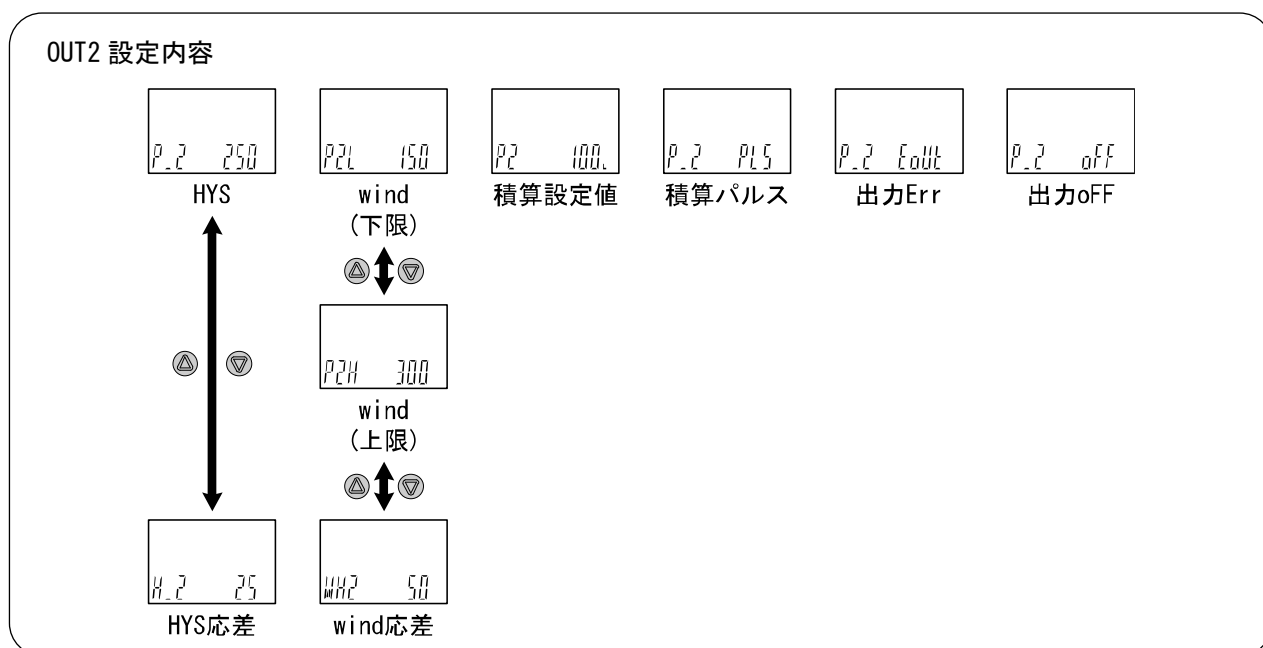 OUT2 設定内容
P_2 250
P2L 150
P2 100L
P_2 PLS
P_2 EoUt
P_2 oFF
HYS
wind
(下限)
積算設定値
積算パルス
出力Err
出力oFF
P2H 300
wind
(上限)
H_2 25
WH2 50
HYS応差
wind応差